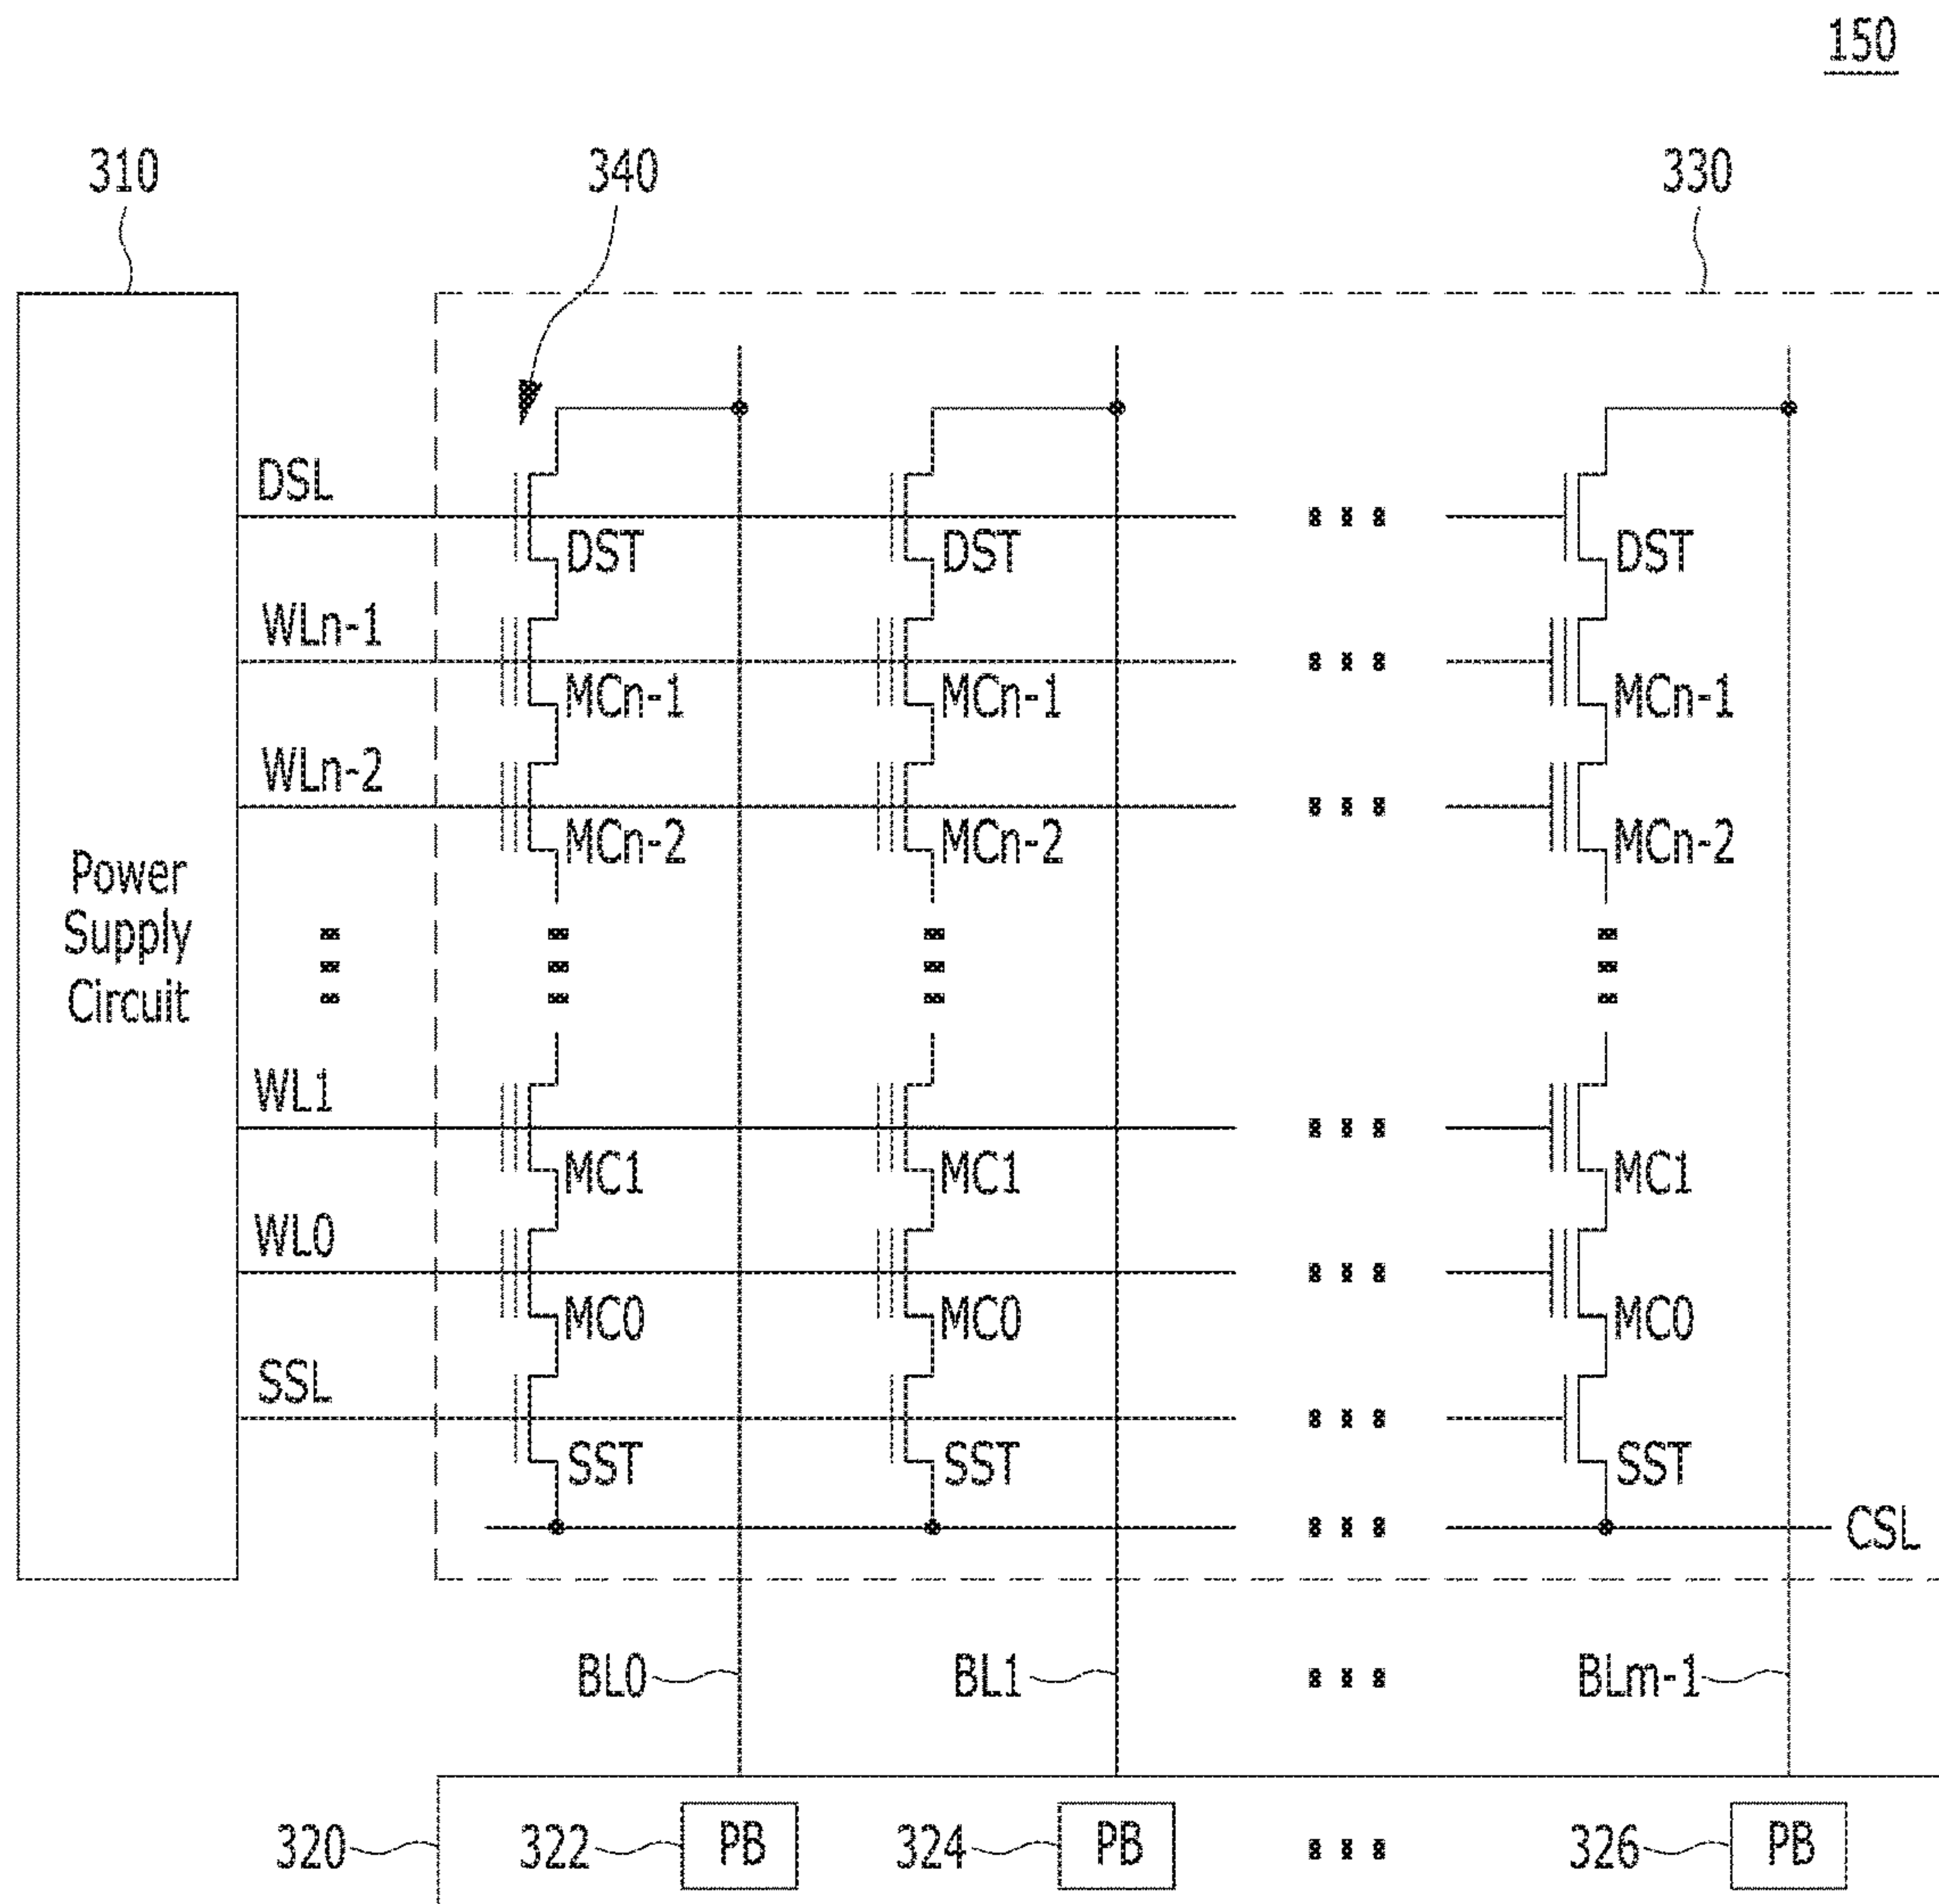 150
310
340
330
DSL
DST DST DST
WLn-1
MCn-1 MCn-1 MCn-1
WLn-2
MCn-2 MCn-2 MCn-2
Power
Supply
Circuit
WL1
MC1 MC1 MC1
WL0
MC0 MC0 MC0
SSL
SST SST SST
CSL
BL0 BL1 BLm-1
320 322 PB 324 PB 326 PB